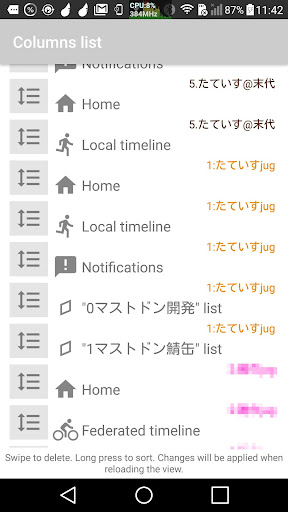 CPU:8%
384MHz
87%
11:42
Columns list
Notifications
5.たていす@末代
Home
5.たていす@末代
Local timeline
1:たていすjug
Home
1:たていすjug
Local timeline
1:たていすjug
Notifications
1:たていすjug
"0マストドン開発" list
1:たていすjug
"1マストドン鯖缶" list
Home
Federated timeline
Swipe to delete. Long press to sort. Changes will be applied when
reloading the view.